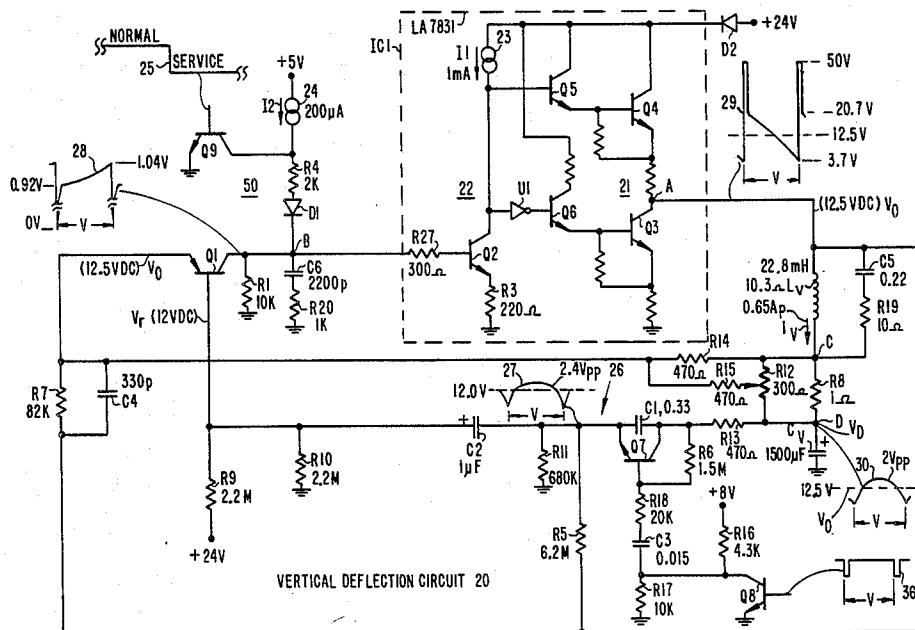 NORMAL
25
SERVICE
+5V
I2
24
200μA
Q9
R4
2K
D1
50
B
28
1.04V
0.92V
0V
V
(12.5VDC) V0
Q1
R1
10K
C6
2200p
R20
1K
Vr (12VDC)
IC1
LA7831
I1
1mA
23
Q5
Q4
22
U1
21
Q6
Q3
A
R27
300Ω
Q2
R3
220Ω
D2
+24V
29
50V
20.7V
12.5V
3.7V
V
(12.5VDC) V0
22.8mH
10.3Ω LV
0.65Ap
iV
C5
0.22
R19
10Ω
C
R14
470Ω
R15
470Ω
R12
300Ω
R8
1Ω
D VD
CV
1500μF
30
2VPP
12.5V
V0
V
R7
82K
330p
C4
12.0V
27
2.4VPP
26
V
C1, 0.33
Q7
R13
470Ω
R6
1.5M
C2
1μF
R11
680K
R9
2.2M
R10
2.2M
+24V
R5
6.2M
R18
20K
C3
0.015
+8V
R16
4.3K
R17
10K
Q8
V
36
VERTICAL DEFLECTION CIRCUIT 20